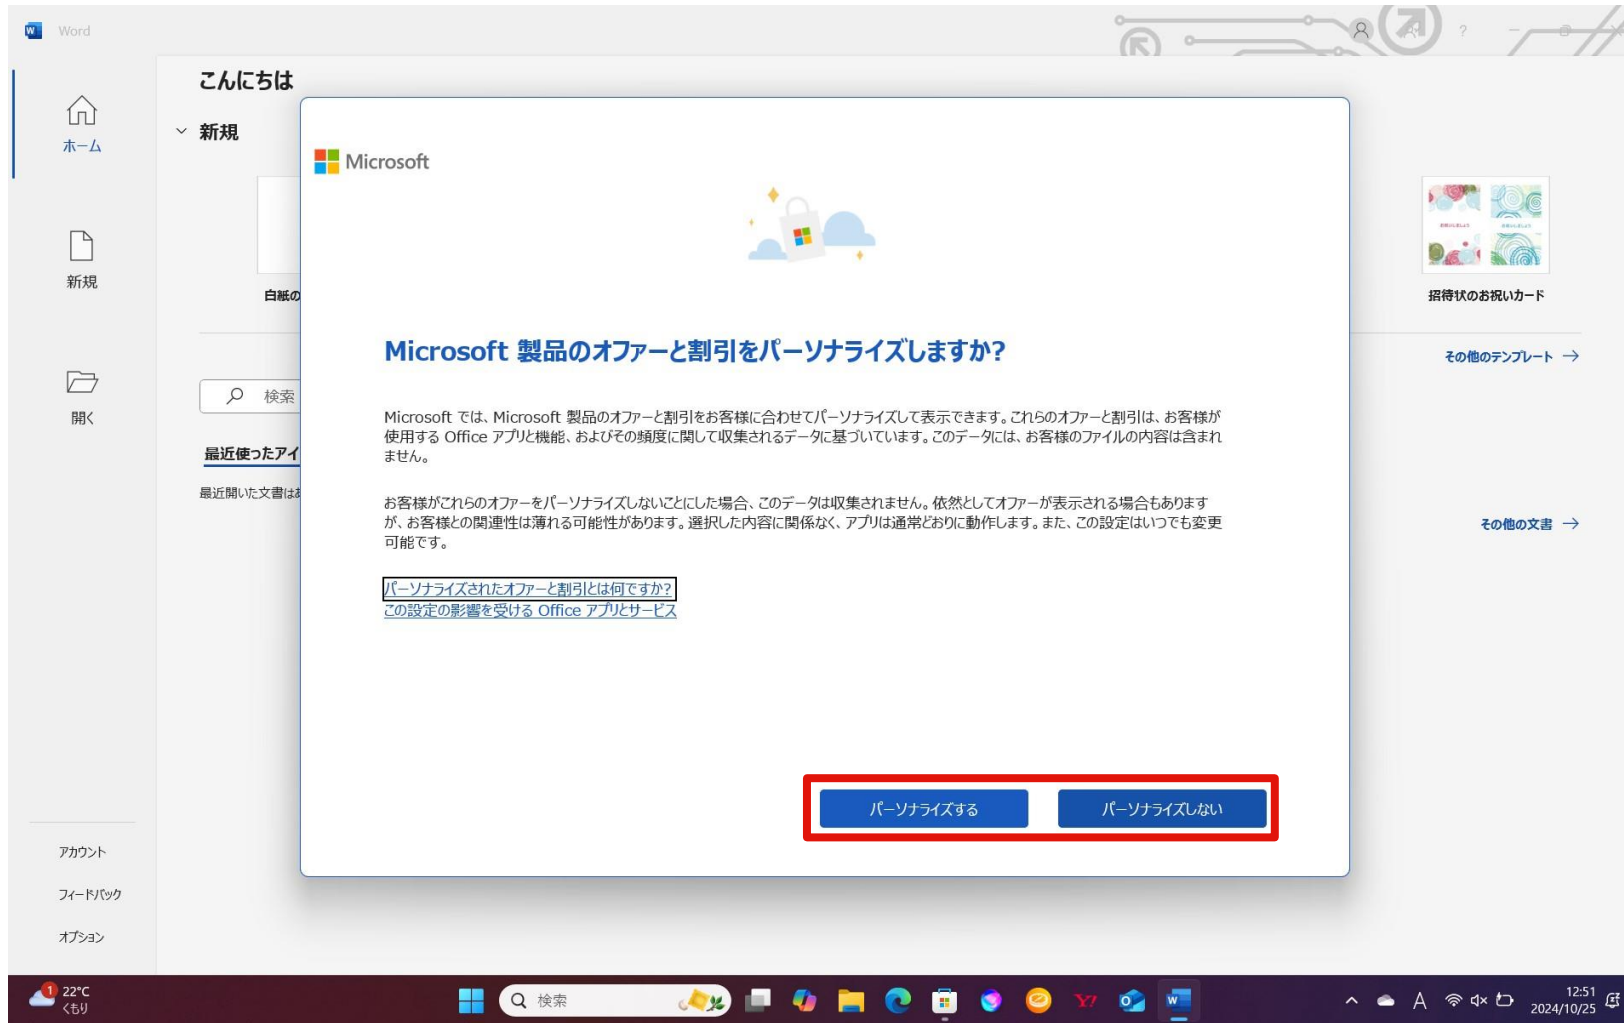 Word
?
こんにちは
ホーム
新規
開く
アカウント
フィードバック
オプション
新規
白紙の
検索
最近使ったアイ
最近開いた文書はあ
Microsoft
Microsoft 製品のオファーと割引をパーソナライズしますか?
Microsoft では、Microsoft 製品のオファーと割引をお客様に合わせてパーソナライズして表示できます。これらのオファーと割引は、お客様が
使用する Office アプリと機能、およびその頻度に関して収集されるデータに基づいています。このデータには、お客様のファイルの内容は含まれ
ません。
お客様がこれらのオファーをパーソナライズしないことにした場合、このデータは収集されません。依然としてオファーが表示される場合もあります
が、お客様との関連性は薄れる可能性があります。選択した内容に関係なく、アプリは通常どおりに動作します。また、この設定はいつでも変更
可能です。
パーソナライズされたオファーと割引とは何ですか?
この設定の影響を受ける Office アプリとサービス
パーソナライズする
パーソナライズしない
招待状のお祝いカード
その他のテンプレート →
その他の文書 →
1
22°C
くもり
検索
A
12:51
2024/10/25